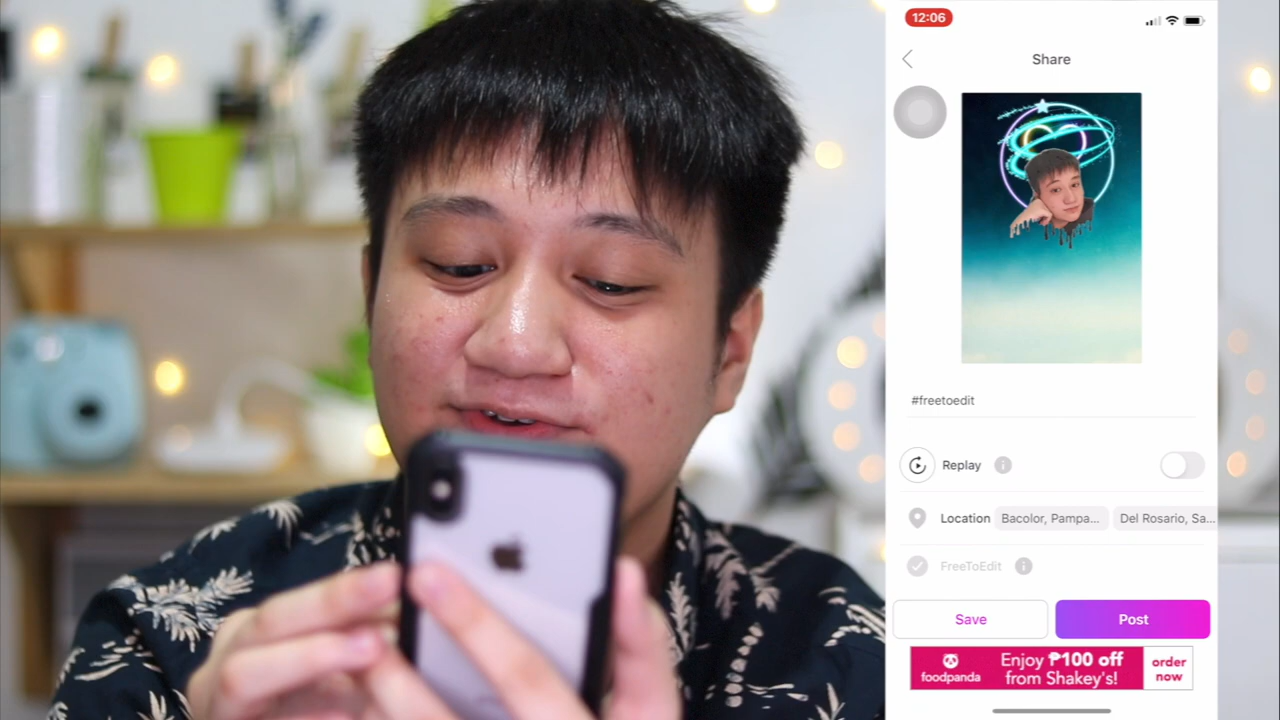 12:06
Share
#freetoedit
Replay
Location Bacolor, Pampa... Del Rosario, Sa...
FreeToEdit
Save Post
foodpanda
Enjoy ₱100 off
from Shakey's!
order
now